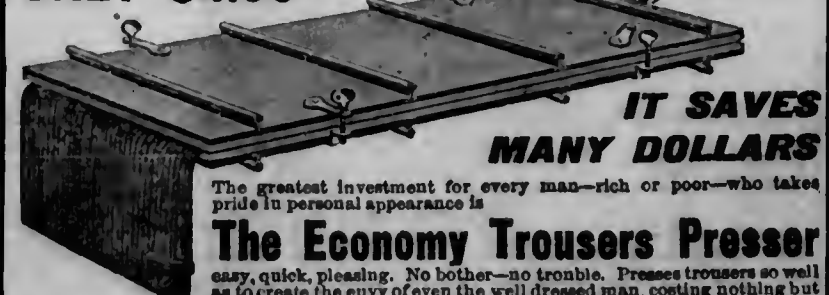 IT SAVES
MANY DOLLARS
The greatest investment for every man—rich or poor—who takes
pride in personal appearance is
The Economy Trousers Presser
easy, quick, pleasing. No bother—no trouble. Presses trousers so well
as to create the envy of even the well dressed man, costing nothing but